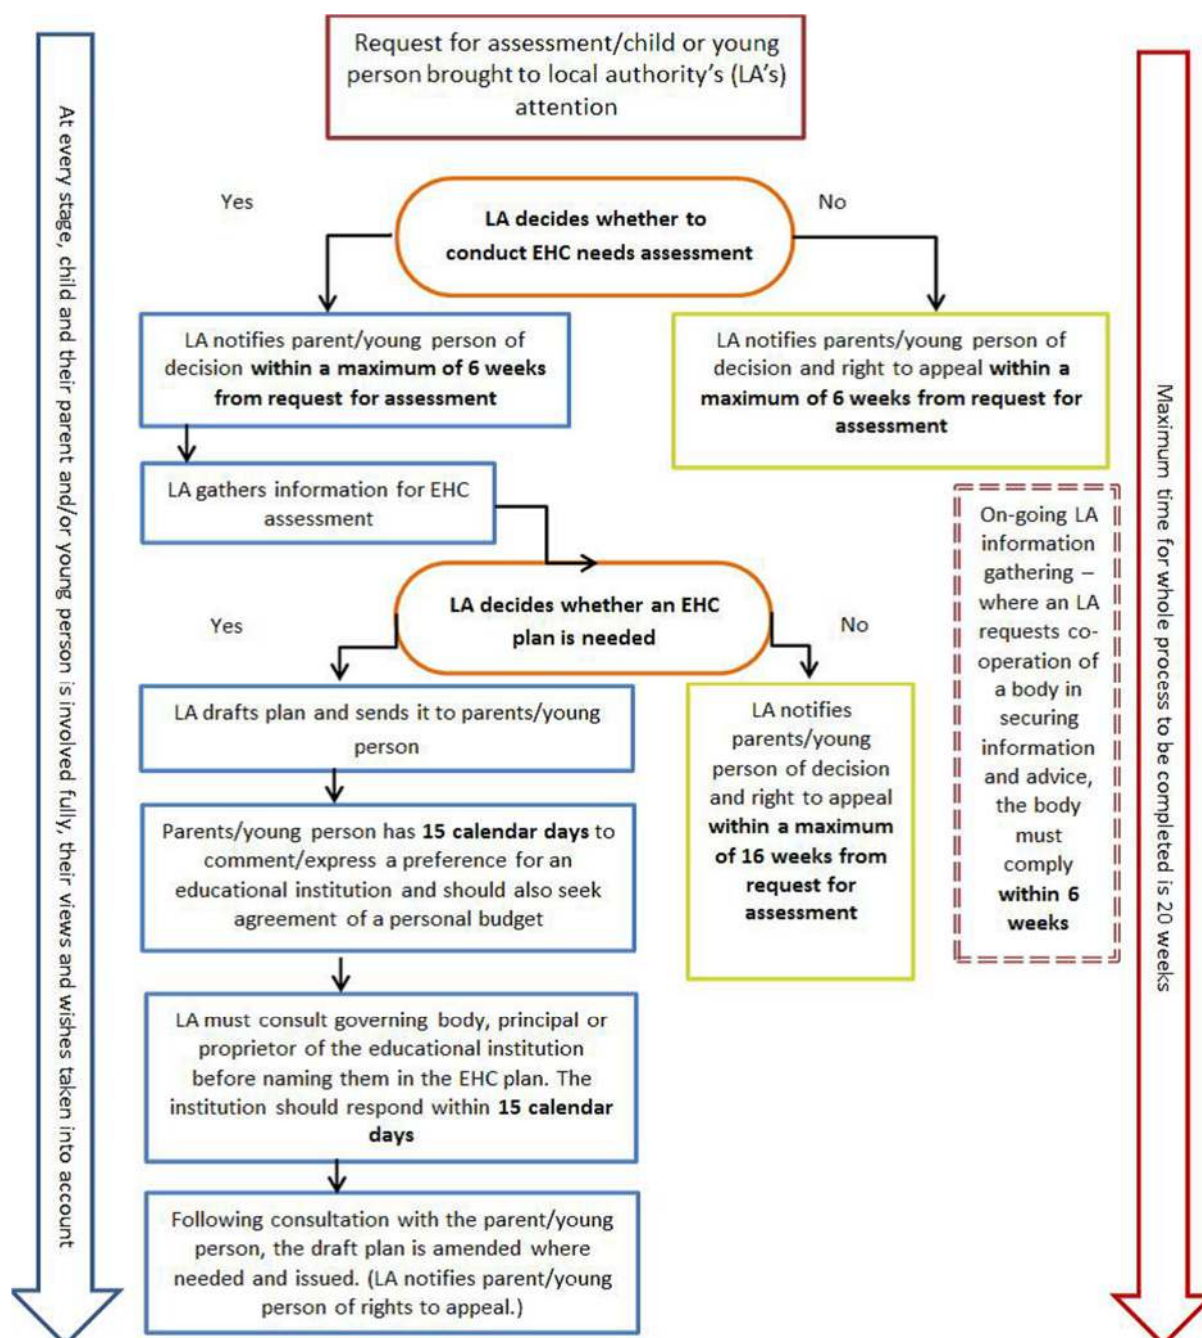 Request for assessment/child or young
person brought to local authority's (LA's)
attention
Yes
No
LA decides whether to
conduct EHC needs assessment
LA notifies parent/young person of
decision within a maximum of 6 weeks
from request for assessment
LA notifies parents/young person of
decision and right to appeal within a
maximum of 6 weeks from request for
assessment
LA gathers information for EHC
assessment
On-going LA
information
gathering –
where an LA
requests co-
operation of
a body in
securing
information
and advice,
the body
must
comply
within 6
weeks
LA decides whether an EHC
plan is needed
Yes
No
LA drafts plan and sends it to parents/young
person
LA notifies
parents/young
person of decision
and right to appeal
within a maximum
of 16 weeks from
request for
assessment
Parents/young person has 15 calendar days to
comment/express a preference for an
educational institution and should also seek
agreement of a personal budget
LA must consult governing body, principal or
proprietor of the educational institution
before naming them in the EHC plan. The
institution should respond within 15 calendar
days
Following consultation with the parent/young
person, the draft plan is amended where
needed and issued. (LA notifies parent/young
person of rights to appeal.)
At every stage, child and their parent and/or young person is involved fully, their views and wishes taken into account
Maximum time for whole process to be completed is 20 weeks